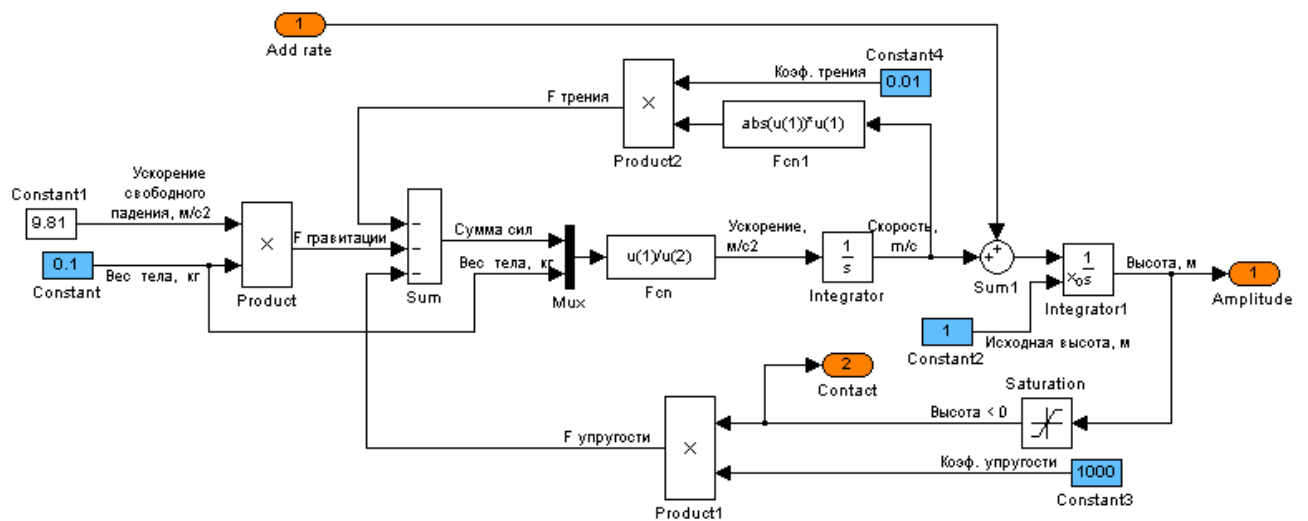 1
Add rate
Constant4
Коэф. трения
0.01
F трения
×
abs(u(1))*u(1)
Product2
Fcn1
Constant1
Ускорение
свободного
падения, м/с2
9.81
×
F гравитации
Сумма сил
Ускорение,
м/с2
Скорость,
m/c
0.1
Вес тела, кг
Constant
Product
Sum
Вес тела, кг
Mux
u(1)/u(2)
Fcn
1
s
Integrator
+
+
Sum1
1
s
x₀
Integrator1
Высота, м
1
Amplitude
1
Исходная высота, м
Constant2
2
Contact
Saturation
Высота < 0
F упругости
×
Коэф. упругости
1000
Product1
Constant3